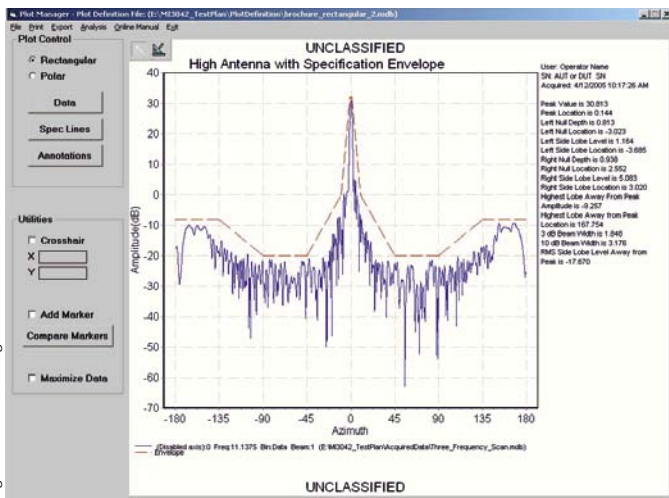 Plot Manager - Plot Definition File: (E:\MI3042_TestPlan\PlotDefinition\brochure_rectangular_2.mdb)
File Print Export Analysis Online Manual Exit
Plot Control
Rectangular
Polar
Data
Spec Lines
Annotations
Utilities
Crosshair
X
Y
Add Marker
Compare Markers
Maximize Data
UNCLASSIFIED
High Antenna with Specification Envelope
Amplitude(dB)
40
30
20
10
0
-10
-20
-30
-40
-50
-60
-70
-180 -135 -90 -45 0 45 90 135 180
Azimuth
(Disabled axis):0 Freq:11.1375 Bin:Data Beam:1 (E:\MI3042_TestPlan\AcquiredData\Three_Frequency_Scan.mdb)
Envelope
UNCLASSIFIED
User: Operator Name
SN: AUT or DUT SN
Acquired: 4/12/2005 10:17:26 AM
Peak Value is 30.813
Peak Location is 0.144
Left Null Depth is 0.813
Left Null Location is -3.023
Left Side Lobe Level is 1.164
Left Side Lobe Location is -3.685
Right Null Depth is 0.938
Right Null Location is 2.552
Right Side Lobe Level is 5.083
Right Side Lobe Location is 3.020
Highest Lobe Away From Peak
Amplitude is -9.257
Highest Lobe Away from Peak
Location is 167.754
3 dB Beam Width is 1.848
10 dB Beam Width is 3.176
RMS Side Lobe Level Away from
Peak is -17.670